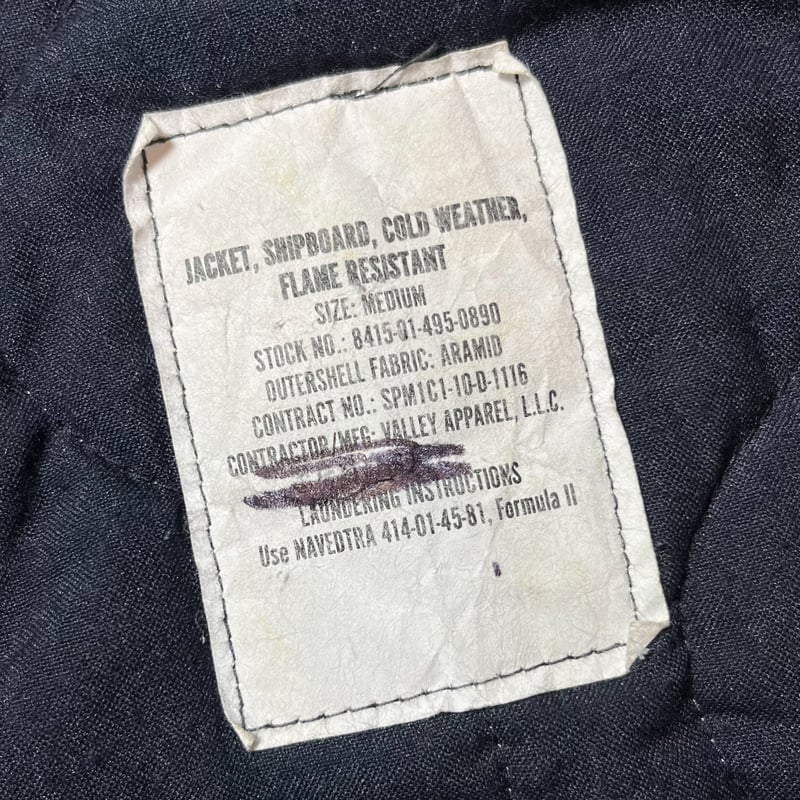 JACKET, SHIPBOARD, COLD WEATHER,
FLAME RESISTANT
SIZE: MEDIUM
STOCK NO.: 8415-01-495-0890
OUTERSHELL FABRIC: ARAMID
CONTRACT NO.: SPM1C1-10-D-1116
CONTRACTOR/MFG: VALLEY APPAREL, L.L.C.
LAUNDERING INSTRUCTIONS
Use NAVEDTRA 414-01-45-81, Formula II